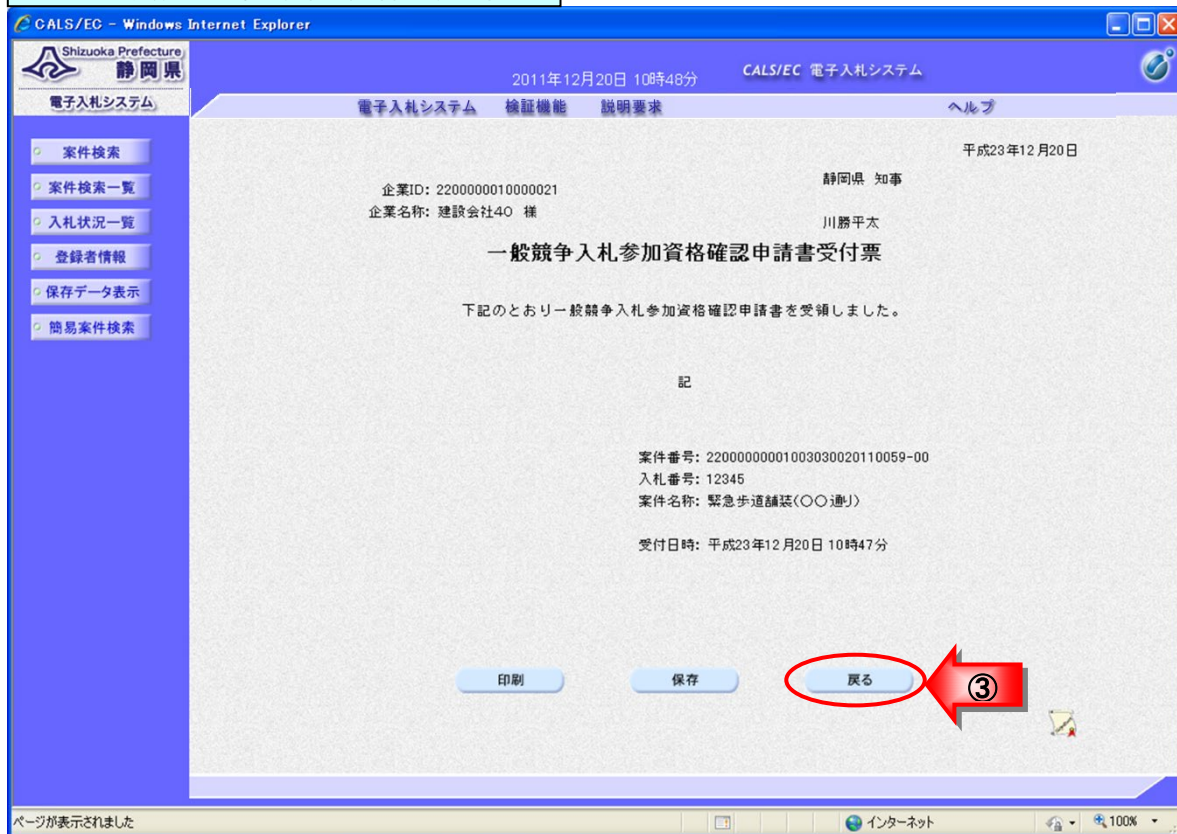 CALS/EC - Windows Internet Explorer
Shizuoka Prefecture
静岡県
電子入札システム
2011年12月20日 10時48分
CALS/EC 電子入札システム
電子入札システム 検証機能 説明要求 ヘルプ
案件検索
案件検索一覧
入札状況一覧
登録者情報
保存データ表示
簡易案件検索
平成23年12月20日
静岡県 知事
企業ID: 2200000010000021
企業名称: 建設会社40 様
川勝平太
一般競争入札参加資格確認申請書受付票
下記のとおり一般競争入札参加資格確認申請書を受領しました。
記
案件番号: 2200000000100303002011​0059-00
入札番号: 12345
案件名称: 緊急歩道舗装(〇〇通り)
受付日時: 平成23年12月20日 10時47分
印刷 保存 戻る ③
ページが表示されました インターネット 100%